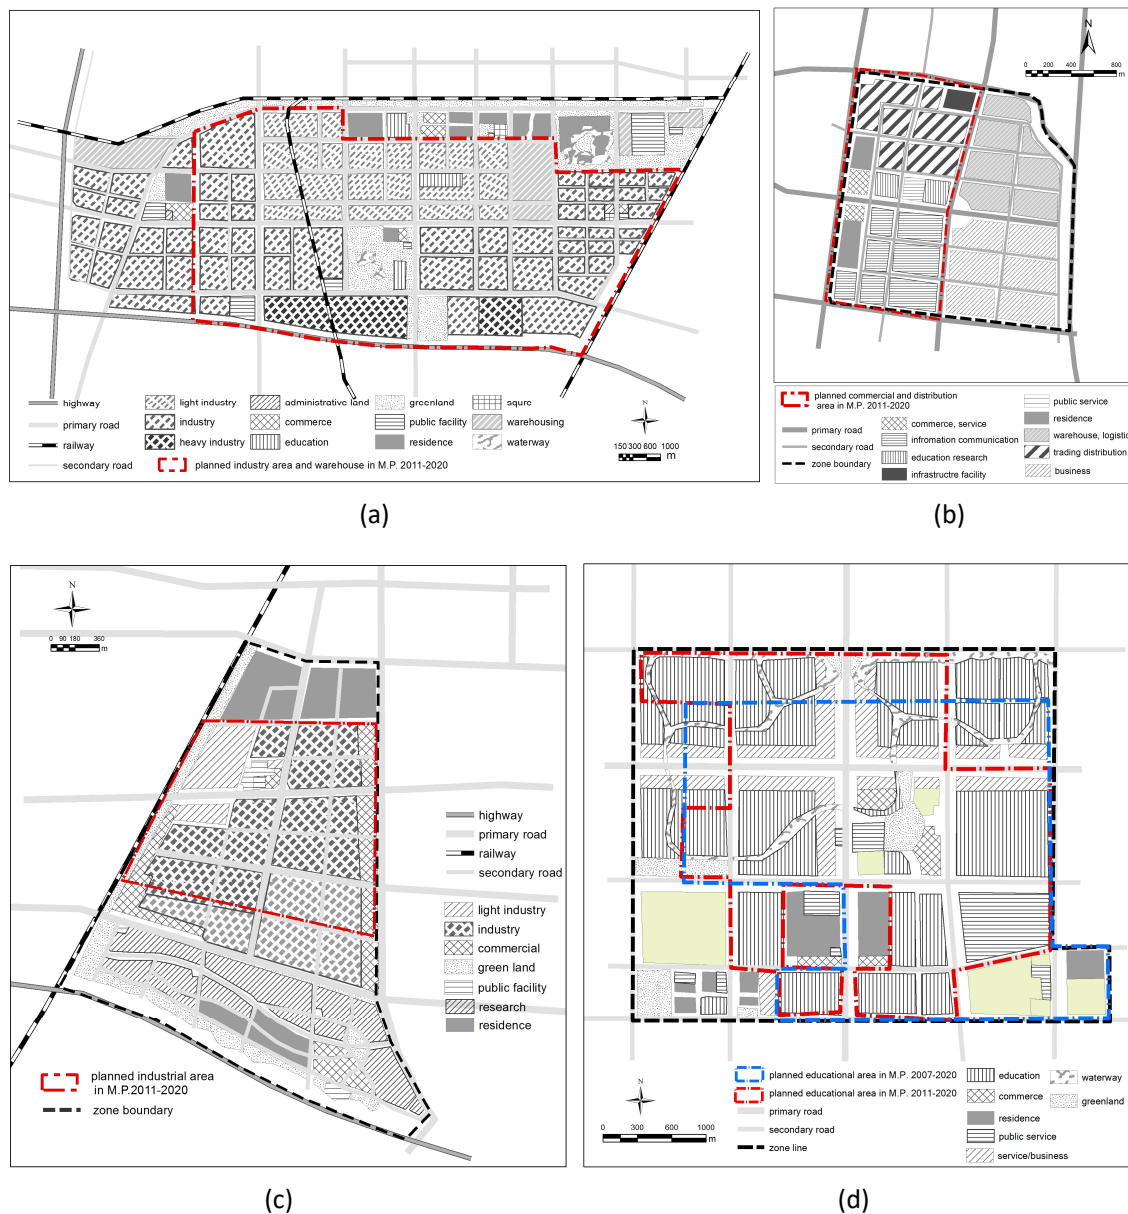 highway
primary road
railway
secondary road
light industry
industry
heavy industry
administrative land
commerce
education
greenland
public facility
residence
squre
warehousing
waterway
planned industry area and warehouse in M.P. 2011-2020
N
150 300 600 1000
m
(a)
N
0 200 400 800
m
planned commercial and distribution
area in M.P. 2011-2020
primary road
secondary road
zone boundary
commerce, service
infromation communication
education research
infrastructre facility
public service
residence
warehouse, logistic
trading distribution
business
(b)
N
0 90 180 360
m
highway
primary road
railway
secondary road
light industry
industry
commercial
green land
public facility
research
residence
planned industrial area
in M.P.2011-2020
zone boundary
(c)
N
0 300 600 1000
m
planned educational area in M.P. 2007-2020
planned educational area in M.P. 2011-2020
primary road
secondary road
zone line
education
commerce
residence
public service
service/business
waterway
greenland
(d)